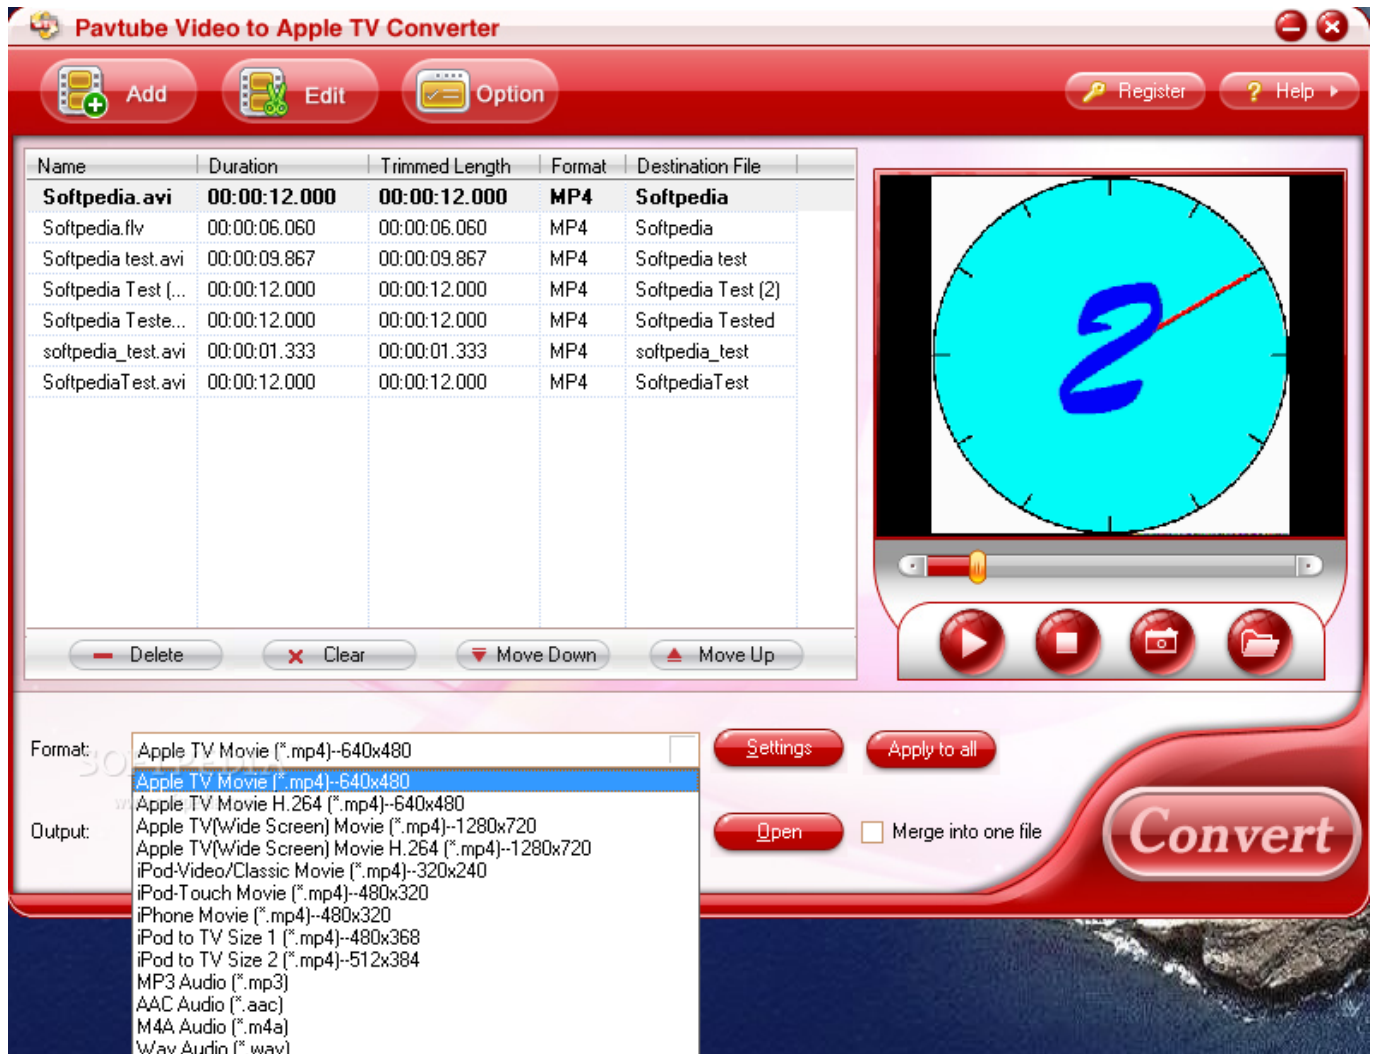 Pavtube Video to Apple TV Converter
Add Edit Option Register ? Help
Name Duration Trimmed Length Format Destination File
Softpedia.avi 00:00:12.000 00:00:12.000 MP4 Softpedia
Softpedia.flv 00:00:06.060 00:00:06.060 MP4 Softpedia
Softpedia test.avi 00:00:09.867 00:00:09.867 MP4 Softpedia test
Softpedia Test (... 00:00:12.000 00:00:12.000 MP4 Softpedia Test (2)
Softpedia Teste... 00:00:12.000 00:00:12.000 MP4 Softpedia Tested
softpedia_test.avi 00:00:01.333 00:00:01.333 MP4 softpedia_test
SoftpediaTest.avi 00:00:12.000 00:00:12.000 MP4 SoftpediaTest
2
Delete Clear Move Down Move Up
Format: Apple TV Movie (*.mp4)--640x480 Settings Apply to all
SOFTPEDIA
Apple TV Movie (*.mp4)--640x480
Apple TV Movie H.264 (*.mp4)--640x480
Apple TV(Wide Screen) Movie (*.mp4)--1280x720
Output: Open Merge into one file Convert
Apple TV(Wide Screen) Movie H.264 (*.mp4)--1280x720
iPod-Video/Classic Movie (*.mp4)--320x240
iPod-Touch Movie (*.mp4)--480x320
iPhone Movie (*.mp4)--480x320
iPod to TV Size 1 (*.mp4)--480x368
iPod to TV Size 2 (*.mp4)--512x384
MP3 Audio (*.mp3)
AAC Audio (*.aac)
M4A Audio (*.m4a)
Wav Audio (*.wav)